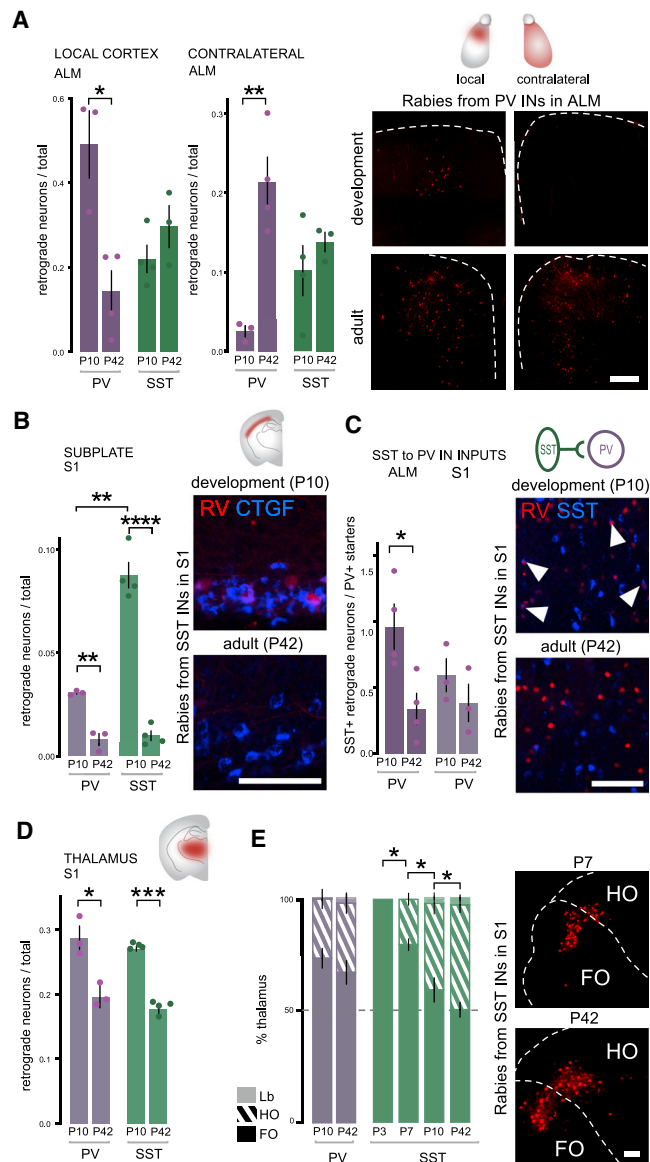 A
LOCAL CORTEX
ALM
CONTRALATERAL
ALM
retrograde neurons / total
0.6
0.4
0.2
0.0
*
P10 P42 P10 P42
PV SST
retrograde neurons / total
0.3
0.2
0.1
0.0
**
P10 P42 P10 P42
PV SST
local contralateral
Rabies from PV INs in ALM
development
adult
B
SUBPLATE
S1
retrograde neurons / total
0.10
0.05
0.00
**
****
**
P10 P42 P10 P42
PV SST
Rabies from SST INs in S1
development (P10)
RV CTGF
adult (P42)
C
SST to PV IN INPUTS
ALM S1
SST PV
SST+ retrograde neurons / PV+ starters
1.5
1.0
0.5
0.0
*
P10 P42 P10 P42
PV PV
Rabies from SST INs in S1
development (P10)
RV SST
adult (P42)
D
THALAMUS
S1
retrograde neurons / total
0.3
0.2
0.1
0.0
*
***
P10 P42 P10 P42
PV SST
E
% thalamus
100
50
0
100
*
*
*
Lb
HO
FO
P10 P42 P3 P7 P10 P42
PV SST
Rabies from SST INs in S1
P7
HO
FO
P42
HO
FO